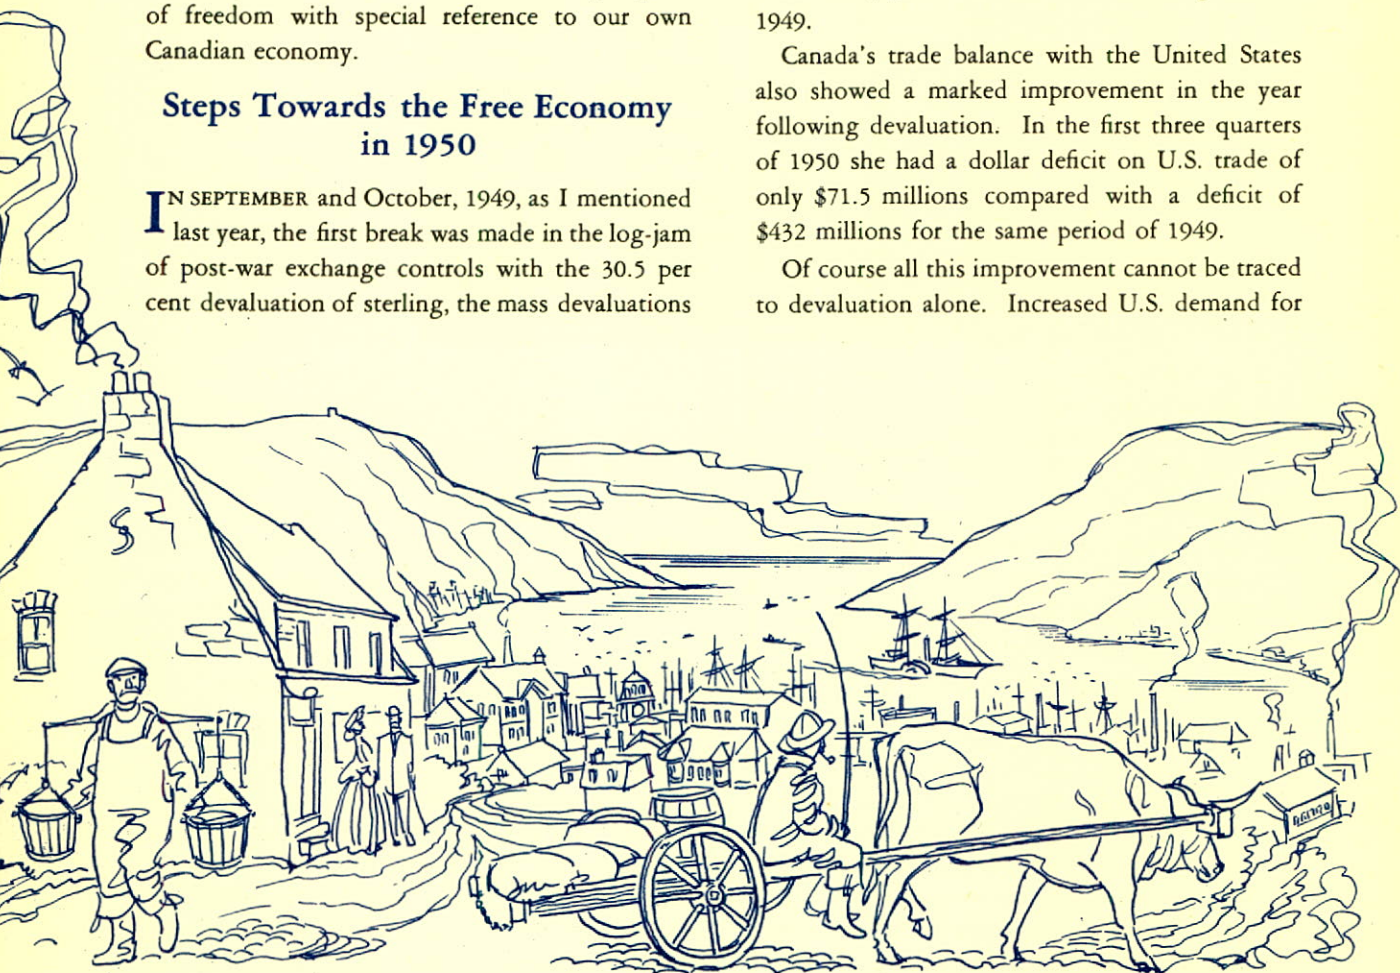 of freedom with special reference to our own
Canadian economy.
Steps Towards the Free Economy
in 1950
IN SEPTEMBER and October, 1949, as I mentioned
last year, the first break was made in the log-jam
of post-war exchange controls with the 30.5 per
cent devaluation of sterling, the mass devaluations
1949.
Canada's trade balance with the United States
also showed a marked improvement in the year
following devaluation. In the first three quarters
of 1950 she had a dollar deficit on U.S. trade of
only $71.5 millions compared with a deficit of
$432 millions for the same period of 1949.
Of course all this improvement cannot be traced
to devaluation alone. Increased U.S. demand for